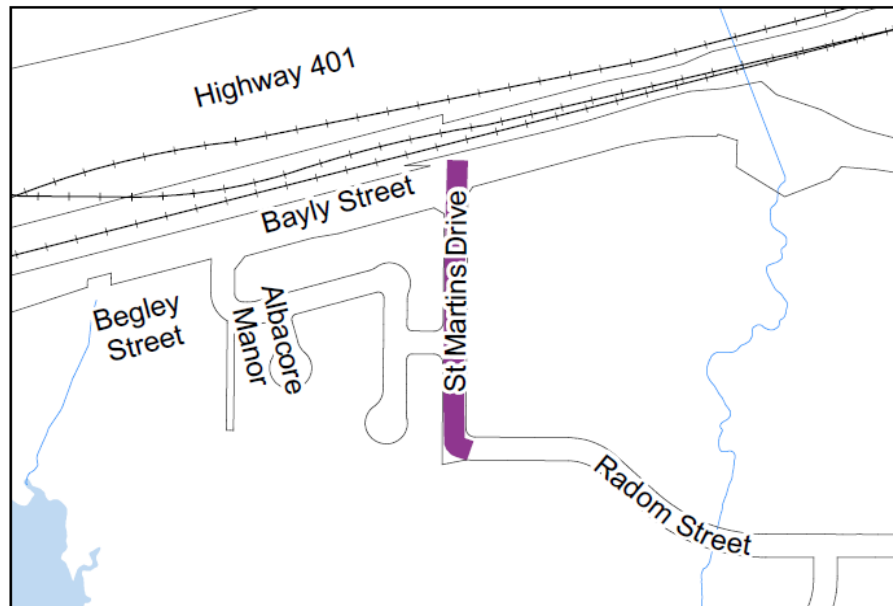 Highway 401
Bayly Street
St Martins Drive
Begley
Street
Albacore
Manor
Radom Street